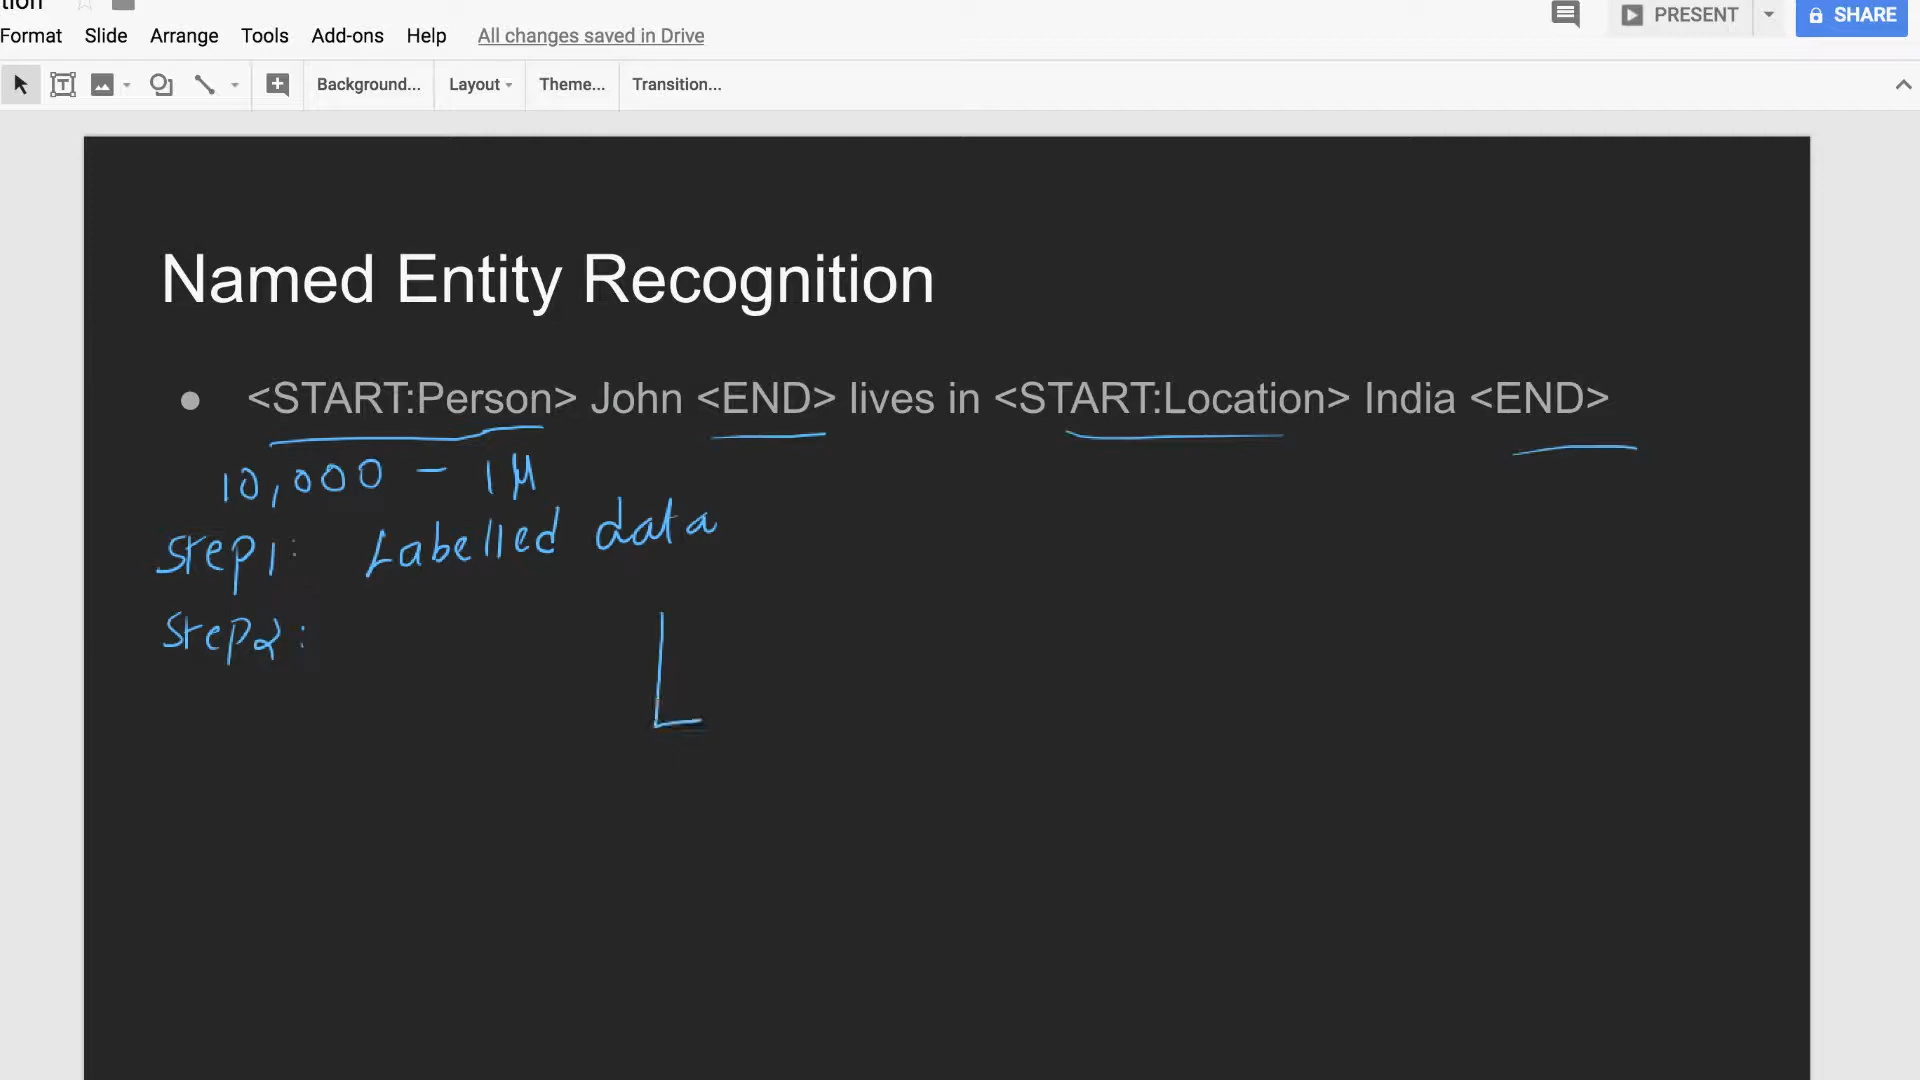 tion
PRESENT
SHARE
Format Slide Arrange Tools Add-ons Help All changes saved in Drive
Background... Layout Theme... Transition...
Named Entity Recognition
● <START:Person> John <END> lives in <START:Location> India <END>
10,000 - 1M
Step1: Labelled data
Step2: